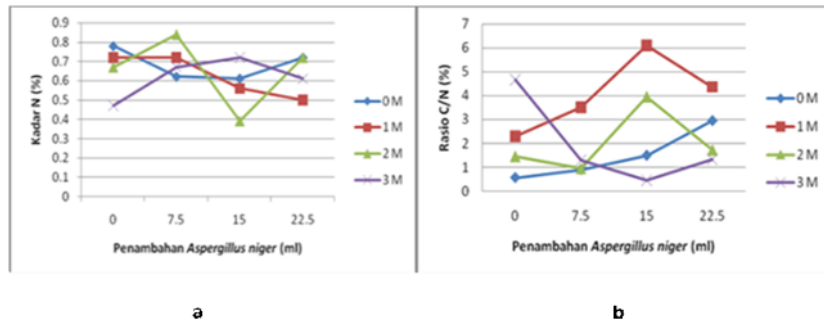 Kadar N (%)
0.9
0.8
0.7
0.6
0.5
0.4
0.3
0.2
0.1
0
0 7.5 15 22.5
Penambahan Aspergillus niger (ml)
0 M
1 M
2 M
3 M
a
Rasio C/N (%)
7
6
5
4
3
2
1
0
0 7.5 15 22.5
Penambahan Aspergillus niger (ml)
0 M
1 M
2 M
3 M
b